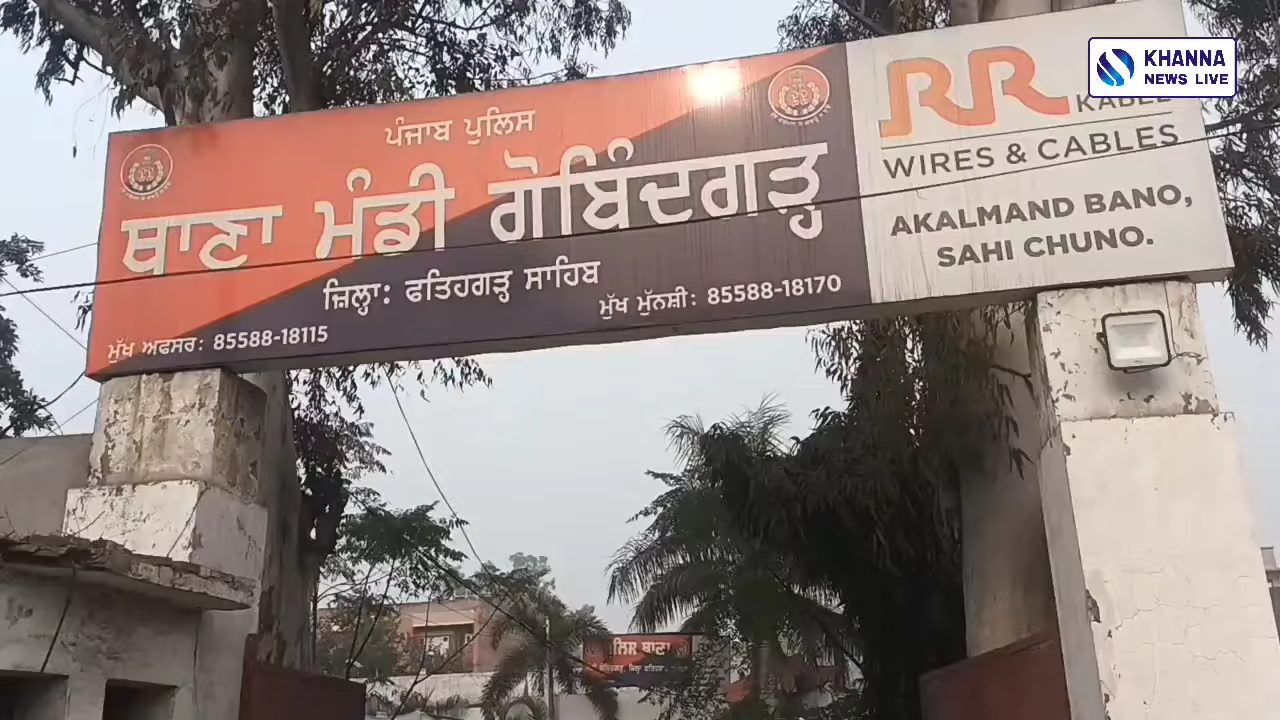 KHANNA
NEWS LIVE
ਪੰਜਾਬ ਪੁਲਿਸ
ਥਾਣਾ ਮੰਡੀ ਗੋਬਿੰਦਗੜ੍ਹ
ਜ਼ਿਲ੍ਹਾ: ਫਤਿਹਗੜ੍ਹ ਸਾਹਿਬ
ਮੁੱਖ ਅਫਸਰ: 85588-18115
ਮੁੱਖ ਮੁੱਨਸ਼ੀ: 85588-18170
RR KABEL
WIRES & CABLES
AKALMAND BANO,
SAHI CHUNO.
ਥਾਣਾ